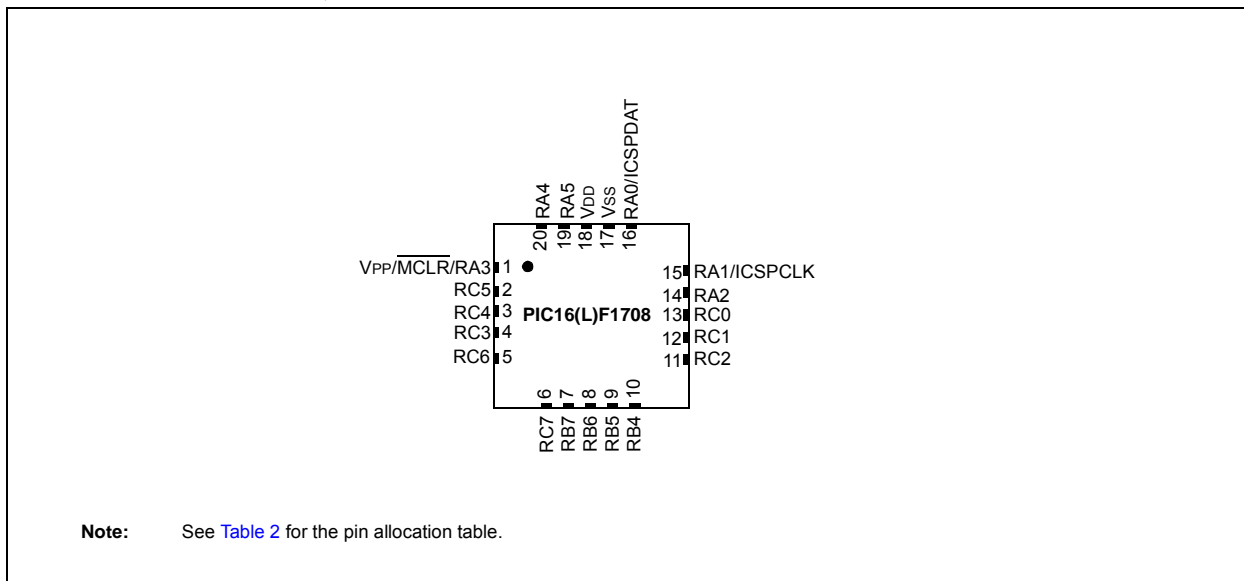 20 RA4
19 RA5
18 VDD
17 VSS
16 RA0/ICSPDAT
VPP/MCLR/RA3 1
RC5 2
RC4 3
RC3 4
RC6 5
PIC16(L)F1708
15 RA1/ICSPCLK
14 RA2
13 RC0
12 RC1
11 RC2
RC7 6
RB7 7
RB6 8
RB5 9
RB4 10
Note: See Table 2 for the pin allocation table.